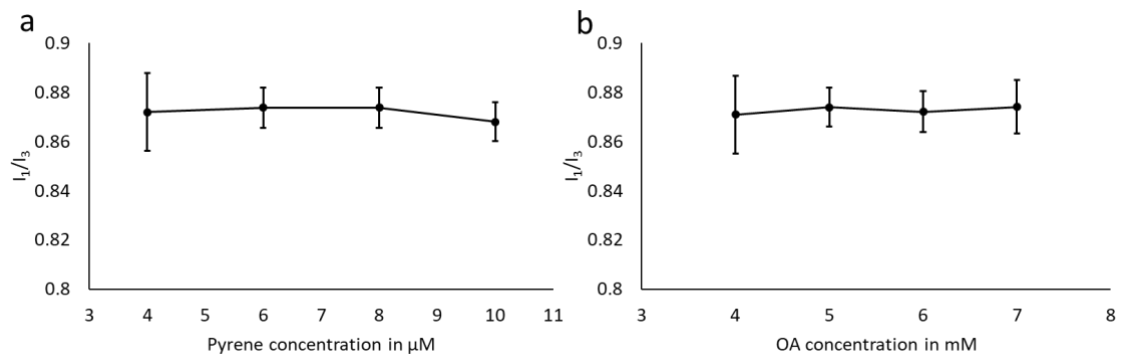 a
0.9
0.88
0.86
0.84
0.82
0.8
I₁/I₃
3 4 5 6 7 8 9 10 11
Pyrene concentration in µM
b
0.9
0.88
0.86
0.84
0.82
0.8
I₁/I₃
3 4 5 6 7 8
OA concentration in mM